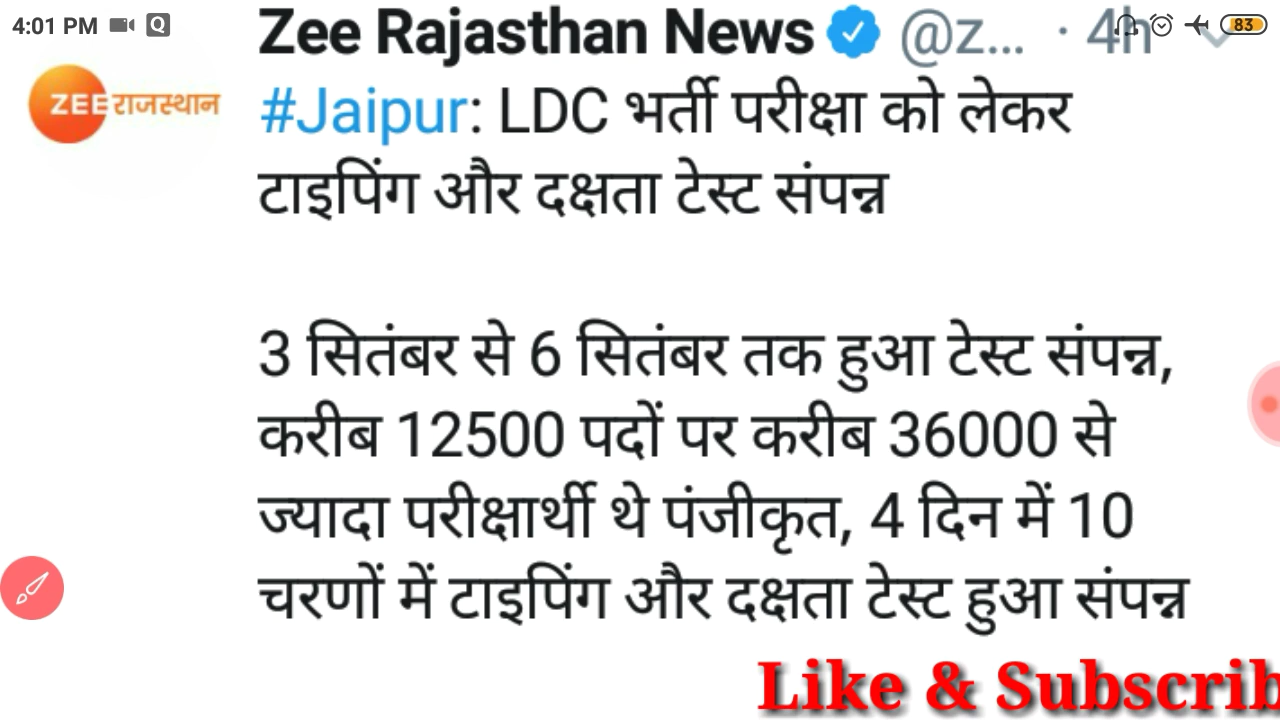 4:01 PM
83
Zee Rajasthan News @z... · 4h
ZEE राजस्थान
#Jaipur: LDC भर्ती परीक्षा को लेकर
टाइपिंग और दक्षता टेस्ट संपन्न
3 सितंबर से 6 सितंबर तक हुआ टेस्ट संपन्न,
करीब 12500 पदों पर करीब 36000 से
ज्यादा परीक्षार्थी थे पंजीकृत, 4 दिन में 10
चरणों में टाइपिंग और दक्षता टेस्ट हुआ संपन्न
Like & Subscrib